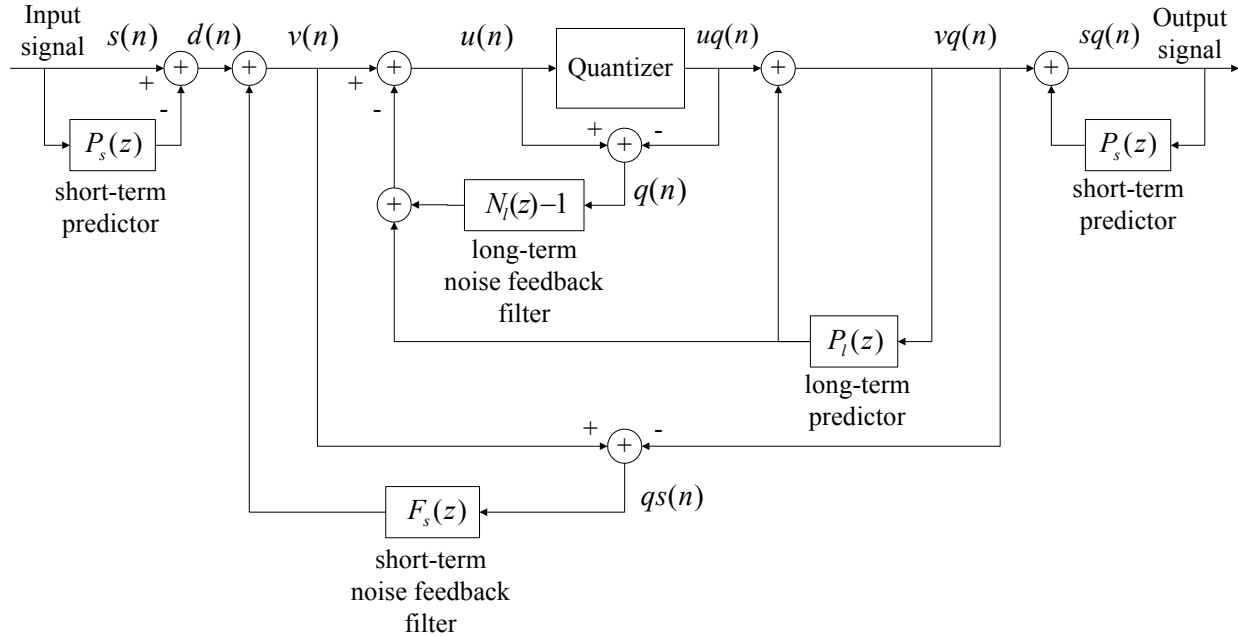 Input
signal
s(n)
d(n)
v(n)
u(n)
uq(n)
vq(n)
sq(n)
Output
signal
+
+
+
+
+
+
-
-
Quantizer
P_s(z)
short-term
predictor
+
-
+
q(n)
+
N_l(z)−1
long-term
noise feedback
filter
P_s(z)
short-term
predictor
P_l(z)
long-term
predictor
+
-
+
qs(n)
F_s(z)
short-term
noise feedback
filter